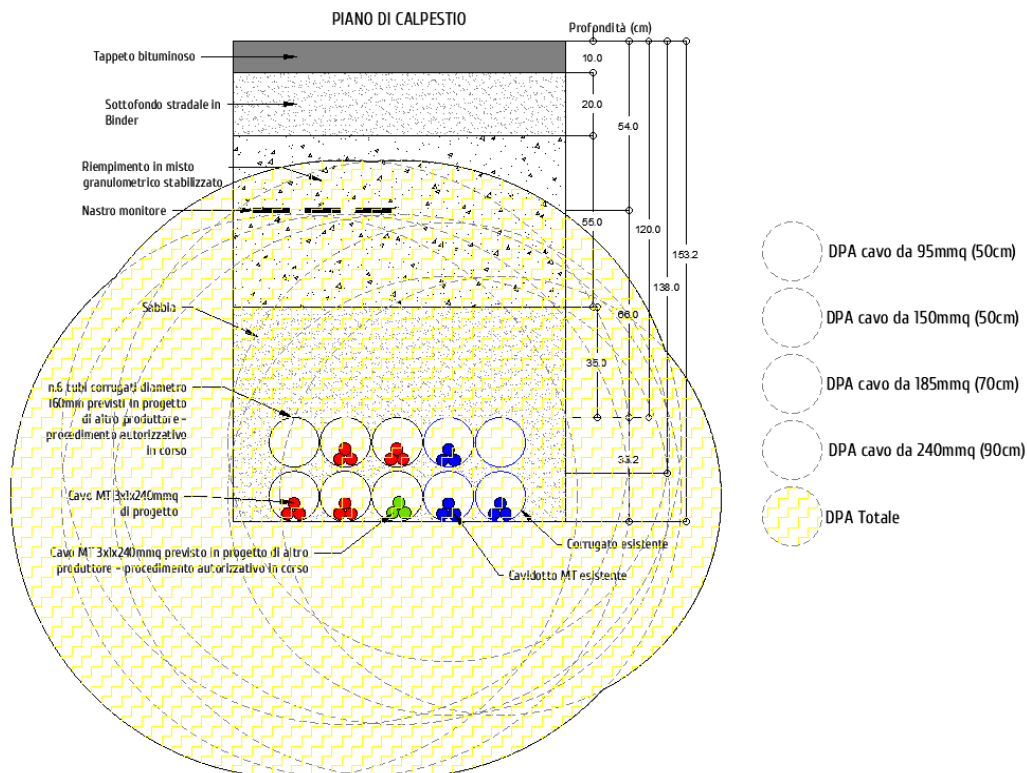 PIANO DI CALPESTIO
Profondità (cm)
Tappeto bituminoso
10.0
Sottofondo stradale in
Binder
20.0
54.0
Riempimento in misto
granulometrico stabilizzato
Nastro monitore
55.0
120.0
153.2
138.0
Sabbia
66.0
35.0
n.6 tubi corrugati diametro
160mm previsti in progetto
di altro produttore -
procedimento autorizzativo
in corso
33.2
Cavo MT 3x1x240mmq
di progetto
Cavo MT 3x1x240mmq previsto in progetto di altro
produttore - procedimento autorizzativo in corso
Corrugato esistente
Cavidotto MT esistente
DPA cavo da 95mmq (50cm)
DPA cavo da 150mmq (50cm)
DPA cavo da 185mmq (70cm)
DPA cavo da 240mmq (90cm)
DPA Totale